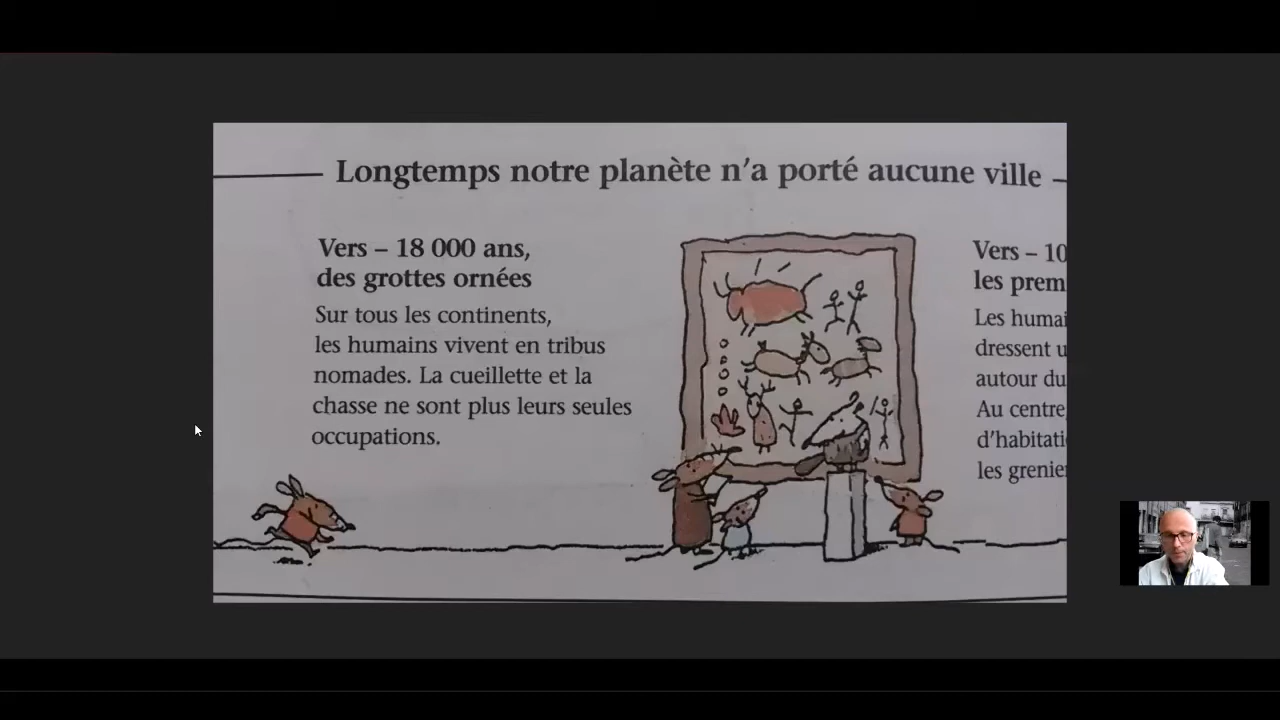 Longtemps notre planète n'a porté aucune ville
Vers – 18 000 ans,
des grottes ornées
Sur tous les continents,
les humains vivent en tribus
nomades. La cueillette et la
chasse ne sont plus leurs seules
occupations.
Vers – 10
les prem
Les humai
dressent u
autour du
Au centre,
d'habitati
les grenie